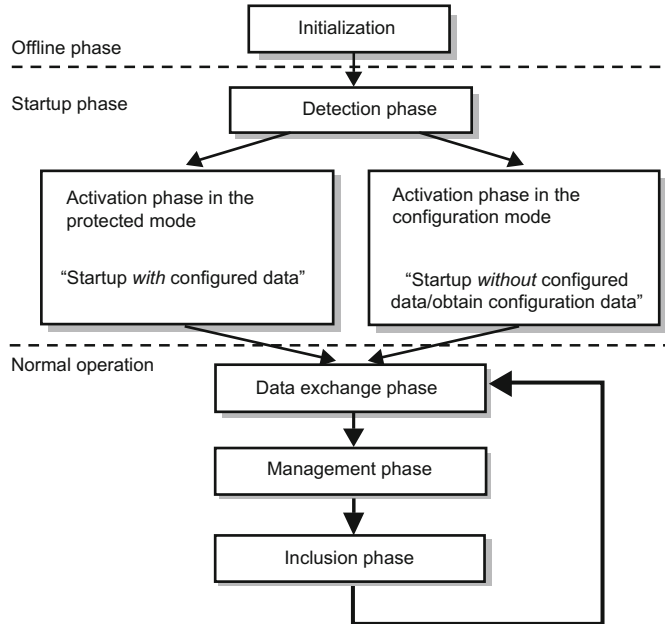 Initialization
Offline phase
Startup phase
Detection phase
Activation phase in the
protected mode
“Startup with configured data”
Activation phase in the
configuration mode
“Startup without configured
data/obtain configuration data”
Normal operation
Data exchange phase
Management phase
Inclusion phase